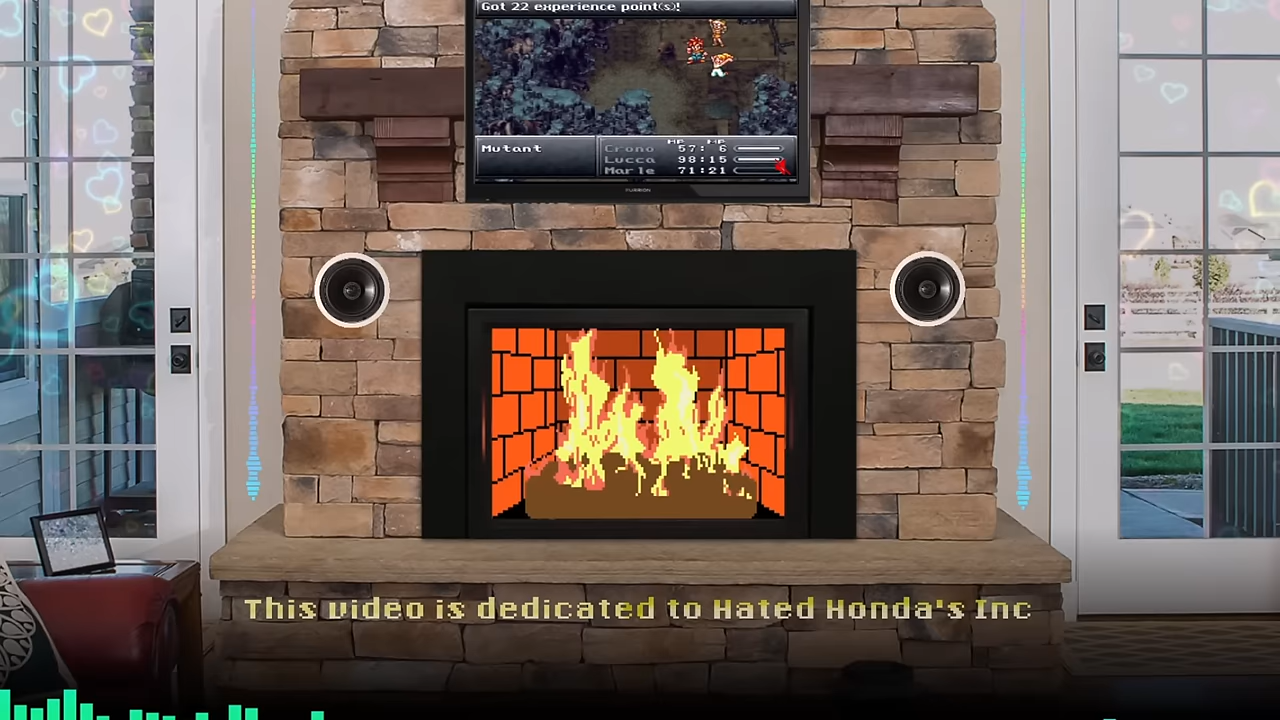 Got 22 experience point(s)!
HP MP
Mutant Crono 57: 6
Lucca 98:15
Marle 71:21
FURRION
This video is dedicated to Hated Honda's Inc